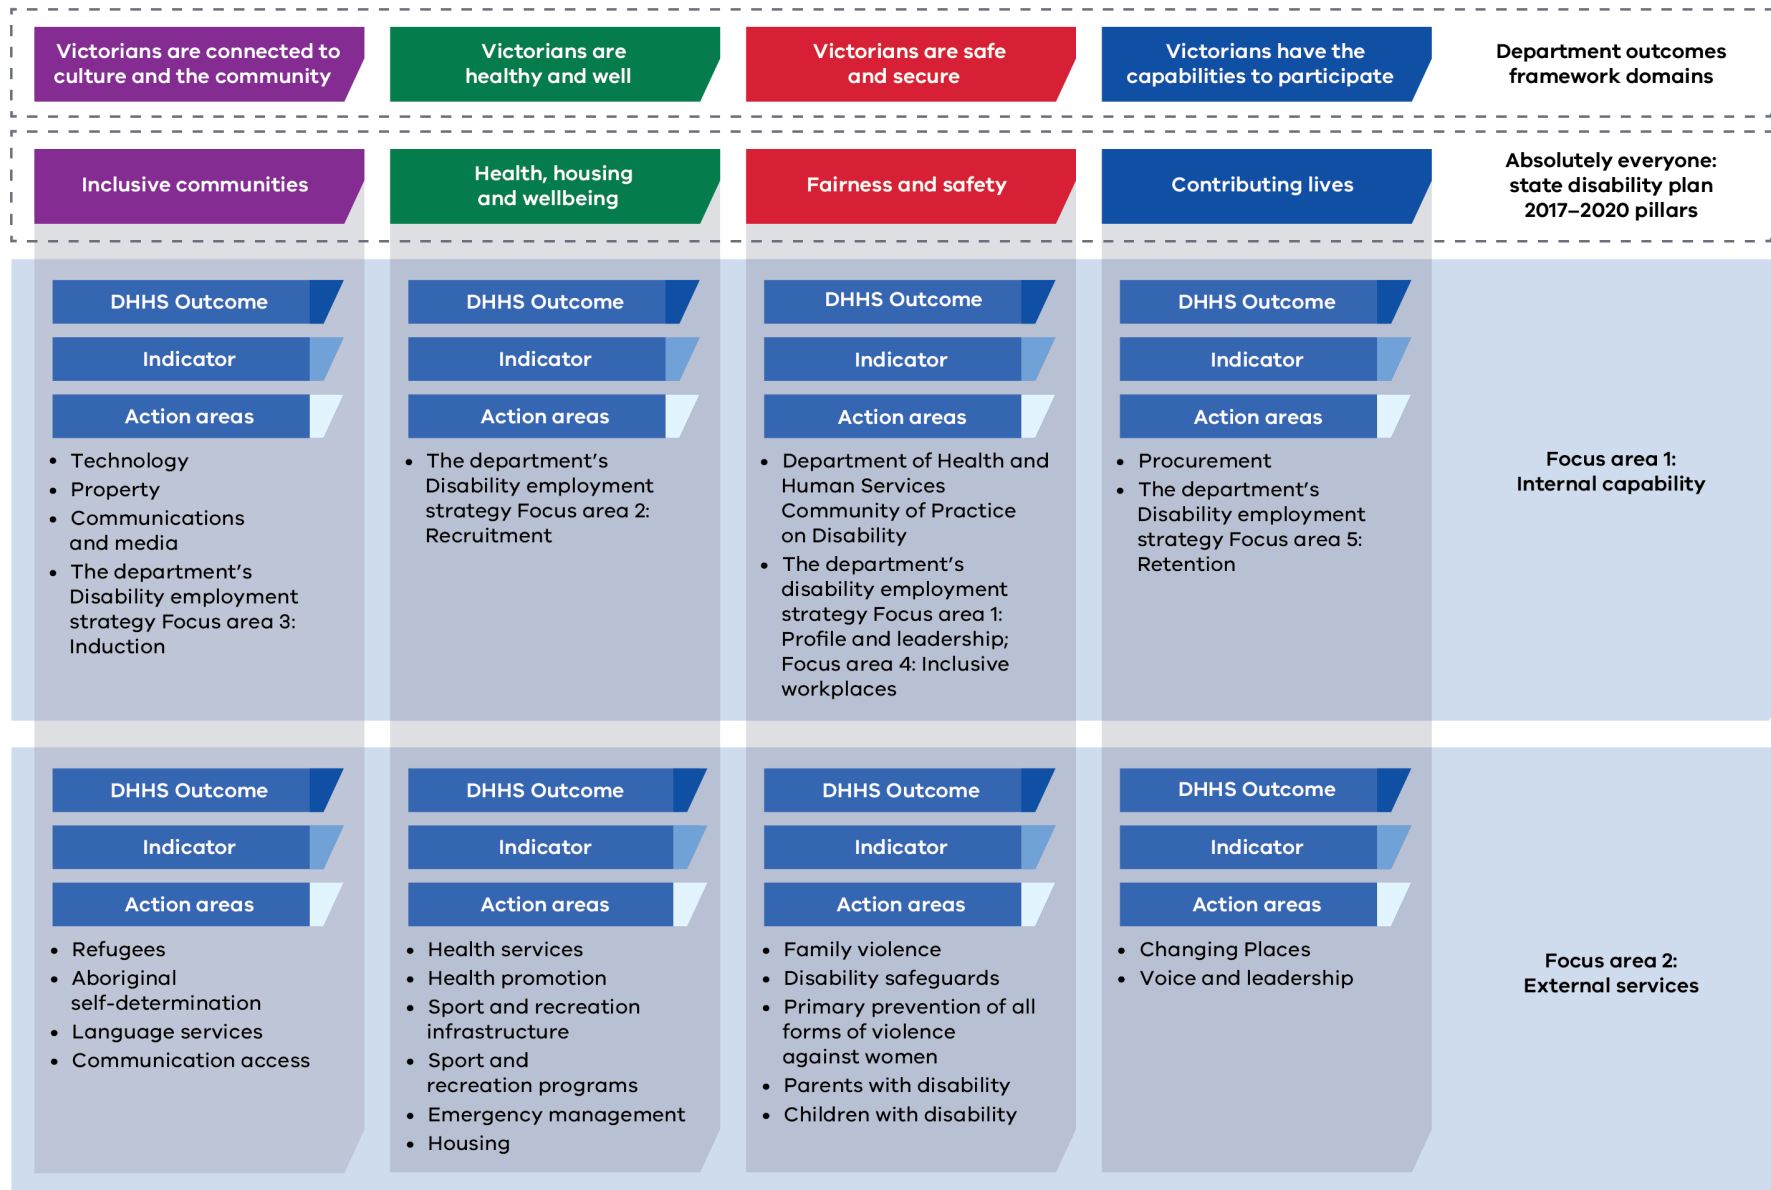 Victorians are connected to
culture and the community
Victorians are
healthy and well
Victorians are safe
and secure
Victorians have the
capabilities to participate
Department outcomes
framework domains
Inclusive communities
Health, housing
and wellbeing
Fairness and safety
Contributing lives
Absolutely everyone:
state disability plan
2017–2020 pillars
DHHS Outcome
Indicator
Action areas
• Technology
• Property
• Communications
and media
• The department’s
Disability employment
strategy Focus area 3:
Induction
DHHS Outcome
Indicator
Action areas
• The department’s
Disability employment
strategy Focus area 2:
Recruitment
DHHS Outcome
Indicator
Action areas
• Department of Health and
Human Services
Community of Practice
on Disability
• The department’s
disability employment
strategy Focus area 1:
Profile and leadership;
Focus area 4: Inclusive
workplaces
DHHS Outcome
Indicator
Action areas
• Procurement
• The department’s
Disability employment
strategy Focus area 5:
Retention
Focus area 1:
Internal capability
DHHS Outcome
Indicator
Action areas
• Refugees
• Aboriginal
self-determination
• Language services
• Communication access
DHHS Outcome
Indicator
Action areas
• Health services
• Health promotion
• Sport and recreation
infrastructure
• Sport and
recreation programs
• Emergency management
• Housing
DHHS Outcome
Indicator
Action areas
• Family violence
• Disability safeguards
• Primary prevention of all
forms of violence
against women
• Parents with disability
• Children with disability
DHHS Outcome
Indicator
Action areas
• Changing Places
• Voice and leadership
Focus area 2:
External services